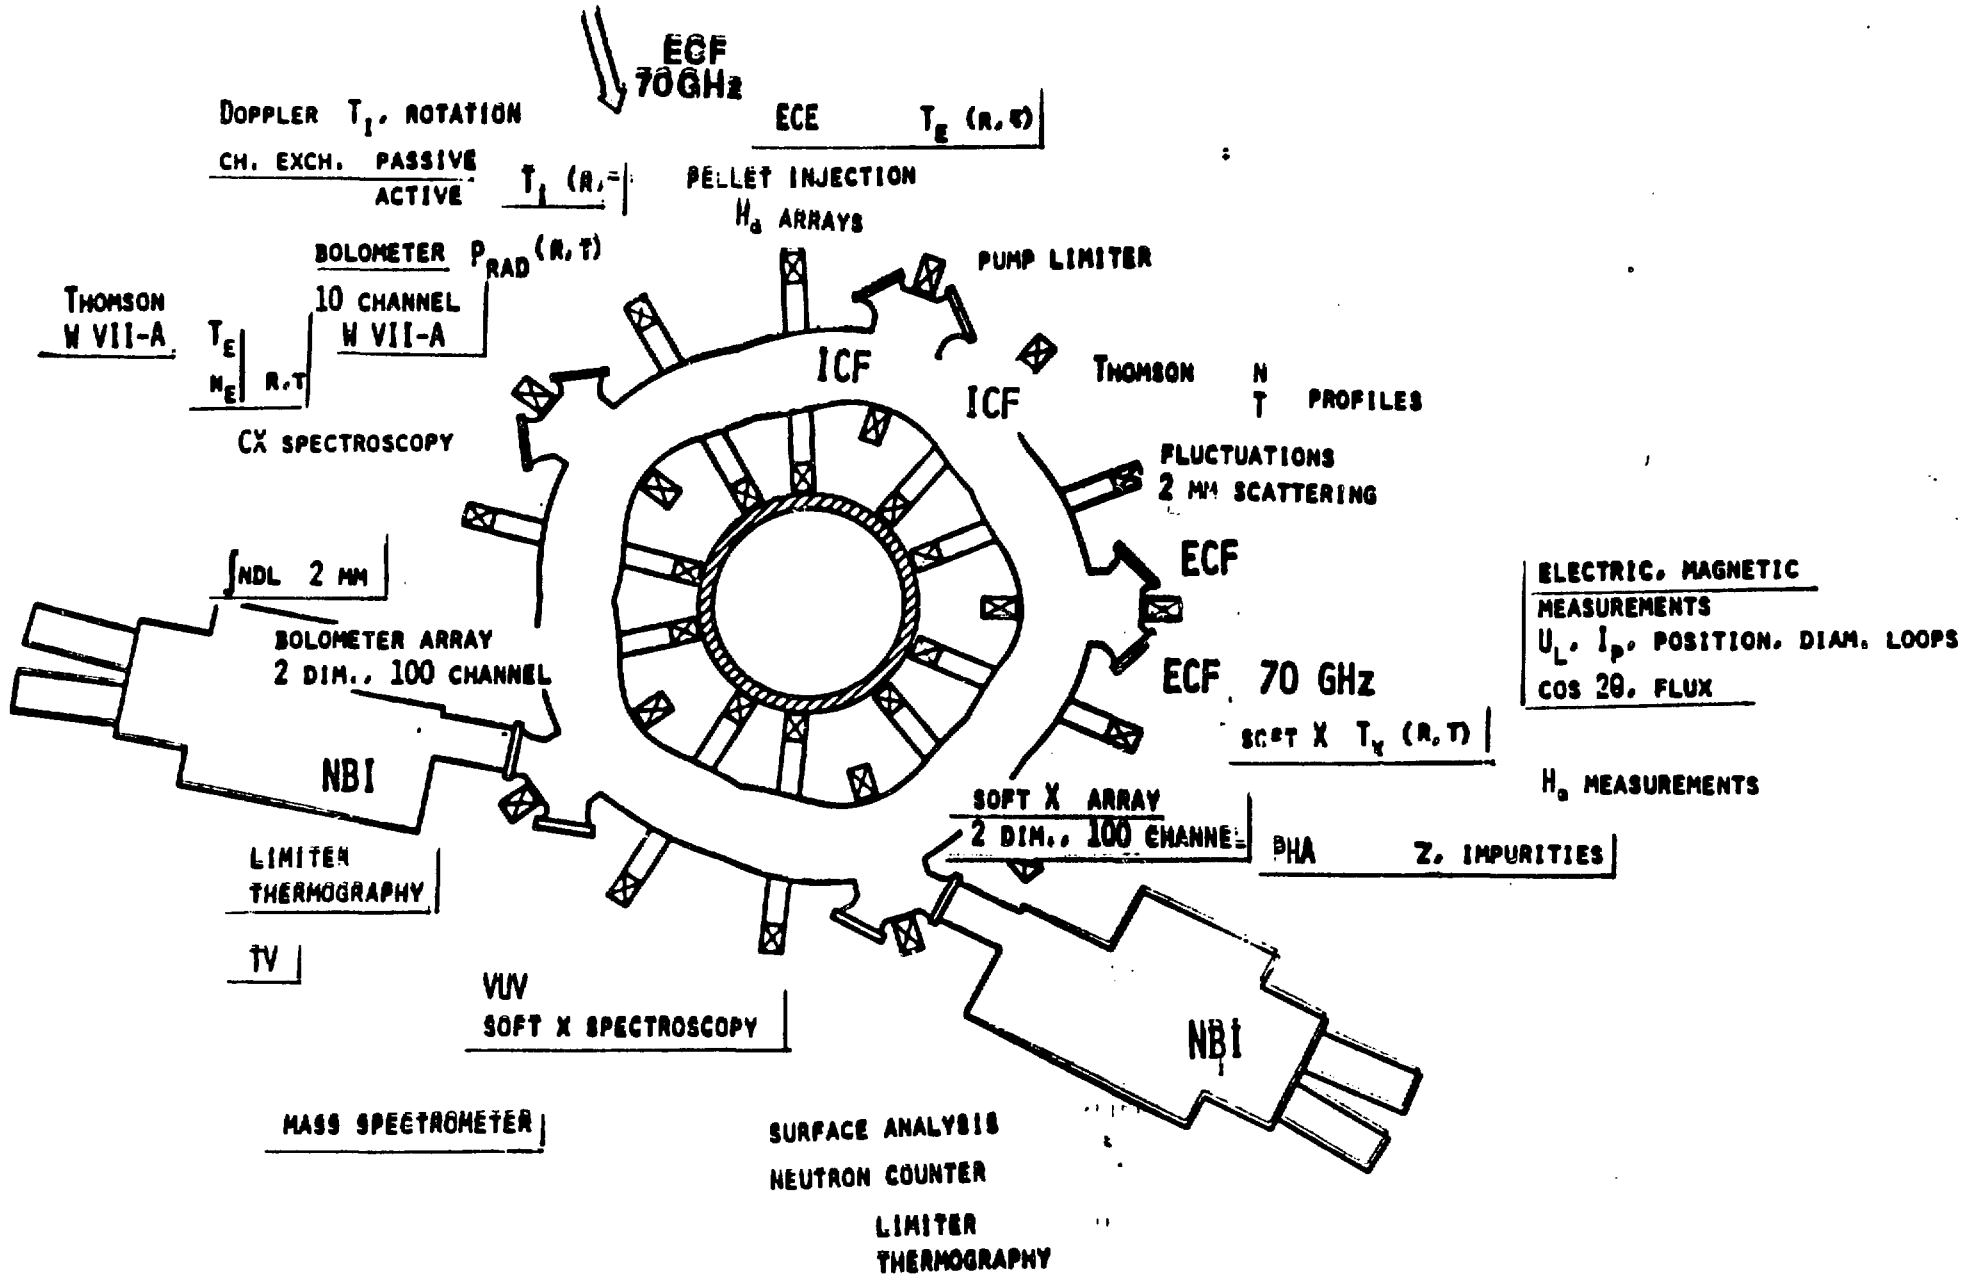 ECF
70 GHz
DOPPLER T_I, ROTATION
CH. EXCH. PASSIVE
ACTIVE T_I (R,
ECE T_E (R,T)
PELLET INJECTION
H_α ARRAYS
BOLOMETER P_RAD (R,T)
10 CHANNEL
W VII-A
THOMSON
W VII-A
T_E
N_E R,T
CX SPECTROSCOPY
PUMP LIMITER
ICF
ICF
THOMSON N
T PROFILES
FLUCTUATIONS
2 MM SCATTERING
ECF
ECF 70 GHz
ELECTRIC, MAGNETIC
MEASUREMENTS
U_L, I_P, POSITION, DIAM. LOOPS
COS 2θ, FLUX
SOFT X T_X (R,T)
H_α MEASUREMENTS
∫NDL 2 MM
BOLOMETER ARRAY
2 DIM., 100 CHANNEL
NBI
SOFT X ARRAY
2 DIM., 100 CHANNEL
PHA Z, IMPURITIES
LIMITER
THERMOGRAPHY
TV
VUV
SOFT X SPECTROSCOPY
NBI
MASS SPECTROMETER
SURFACE ANALYSIS
NEUTRON COUNTER
LIMITER
THERMOGRAPHY